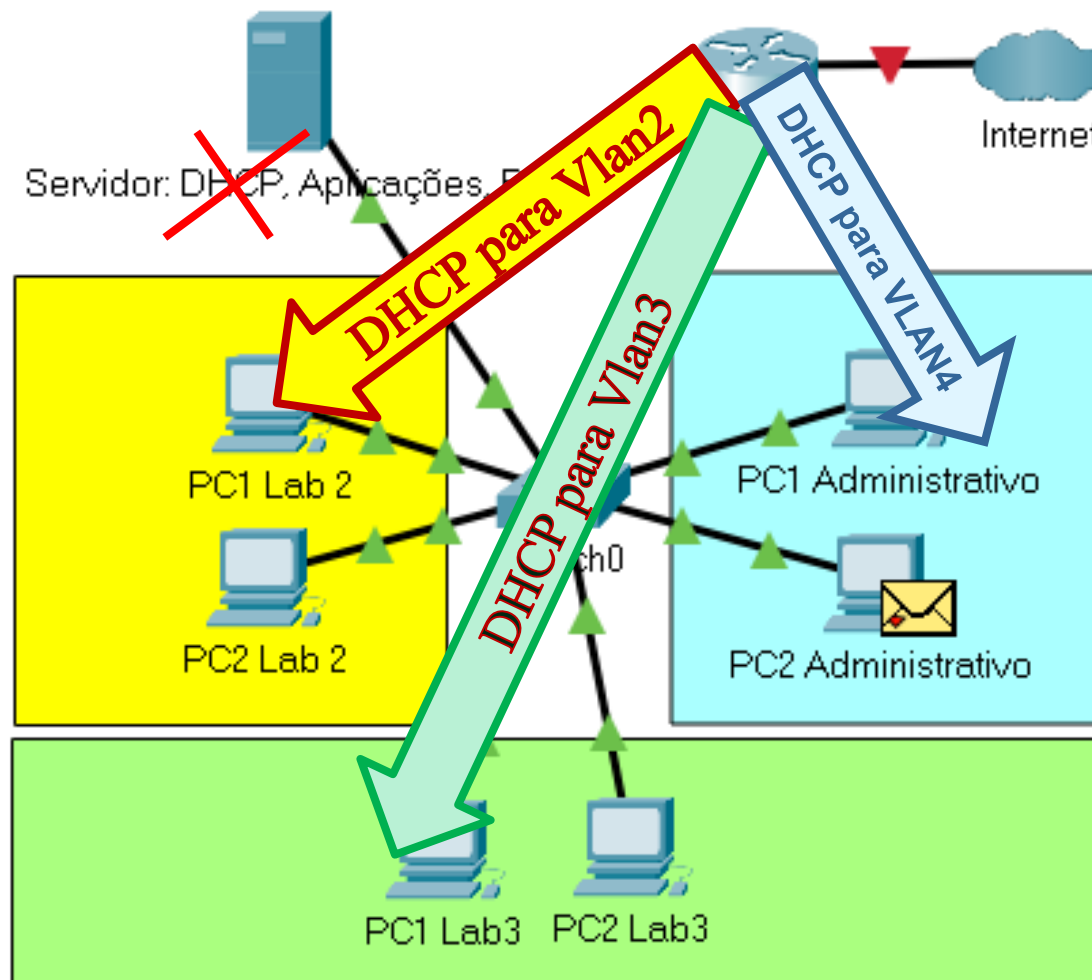 Internet
Servidor: DHCP, Aplicações,
DHCP para Vlan2
DHCP para Vlan3
DHCP para VLAN4
PC1 Lab 2
PC1 Administrativo
ch0
PC2 Lab 2
PC2 Administrativo
PC1 Lab3
PC2 Lab3